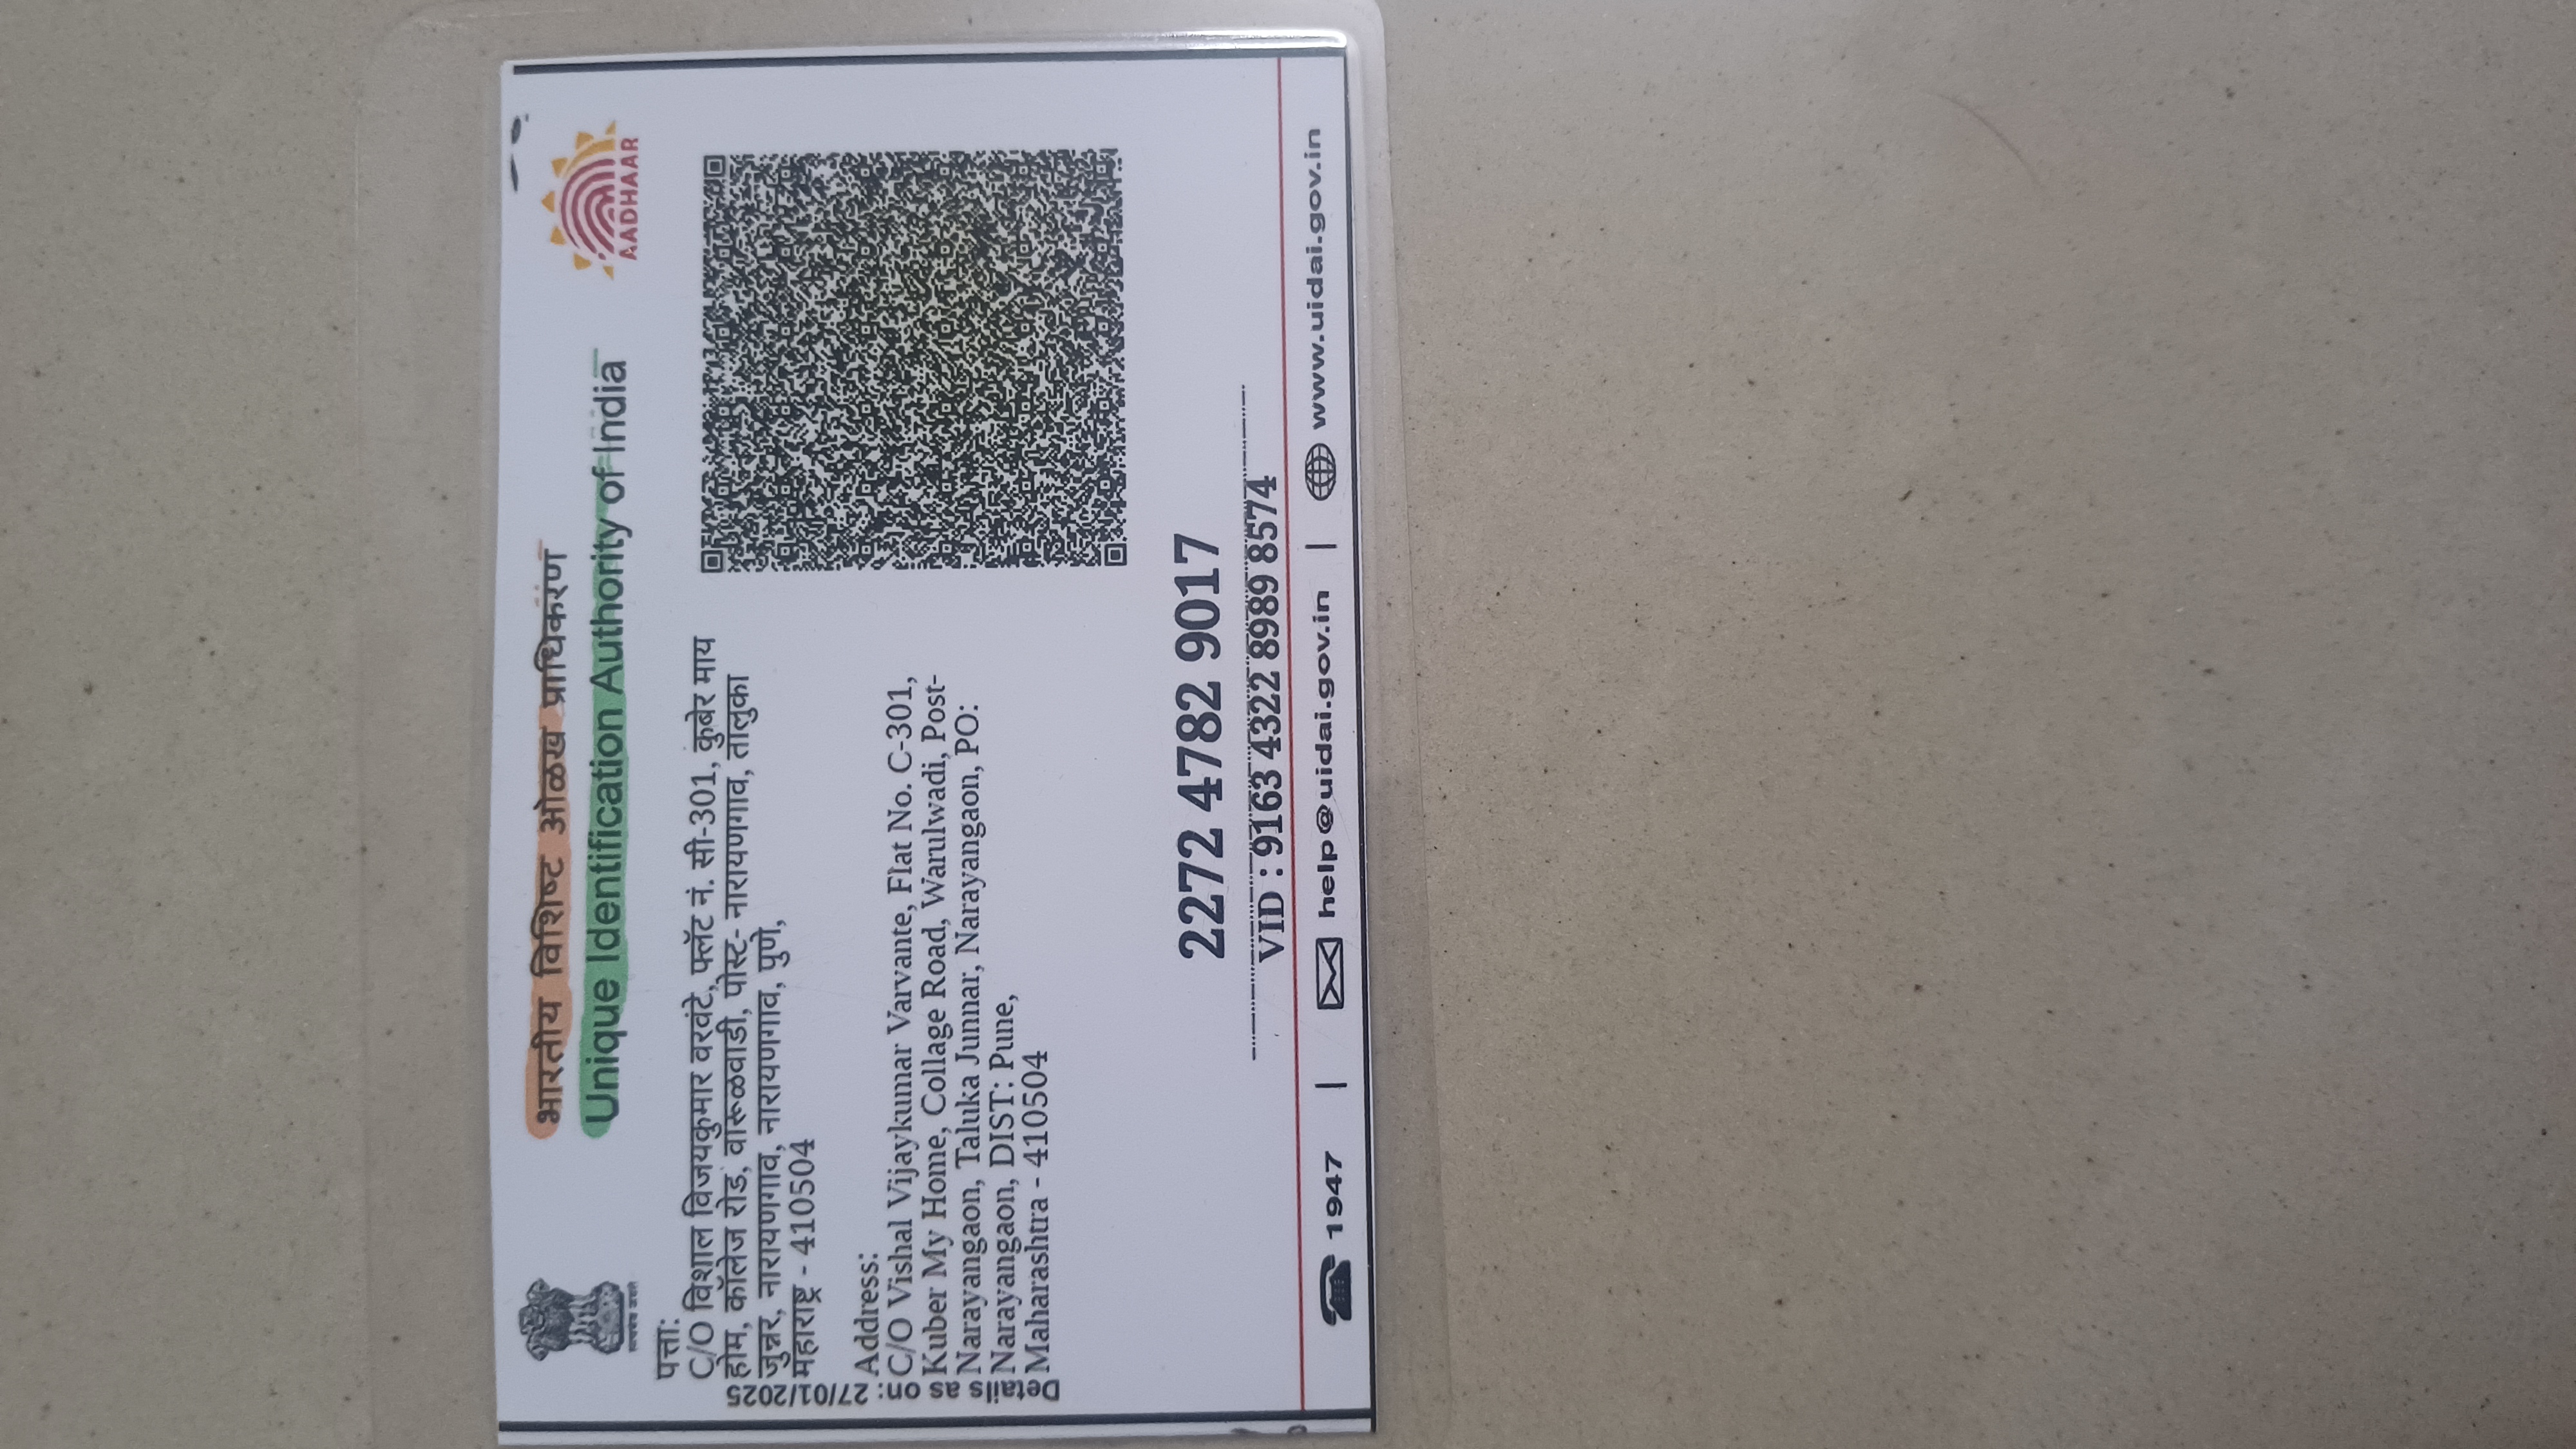 भारतीय विशिष्ट ओळख प्राधिकरण
Unique Identification Authority of India
AADHAAR
पत्ता:
C/O विशाल विजयकुमार वरवंटे, फ्लॅट नं. सी-301, कुबेर माय
होम, कॉलेज रोड, वारूळवाडी, पोस्ट- नारायणगाव, तालुका
जुन्नर, नारायणगाव, नारायणगाव, पुणे,
महाराष्ट्र - 410504
Address:
C/O Vishal Vijaykumar Varvante, Flat No. C-301,
Kuber My Home, Collage Road, Warulwadi, Post-
Narayangaon, Taluka Junnar, Narayangaon, PO:
Narayangaon, DIST: Pune,
Maharashtra - 410504
Details as on: 27/01/2025
2272 4782 9017
VID : 9163 4322 8989 8574
1947 | help@uidai.gov.in | www.uidai.gov.in